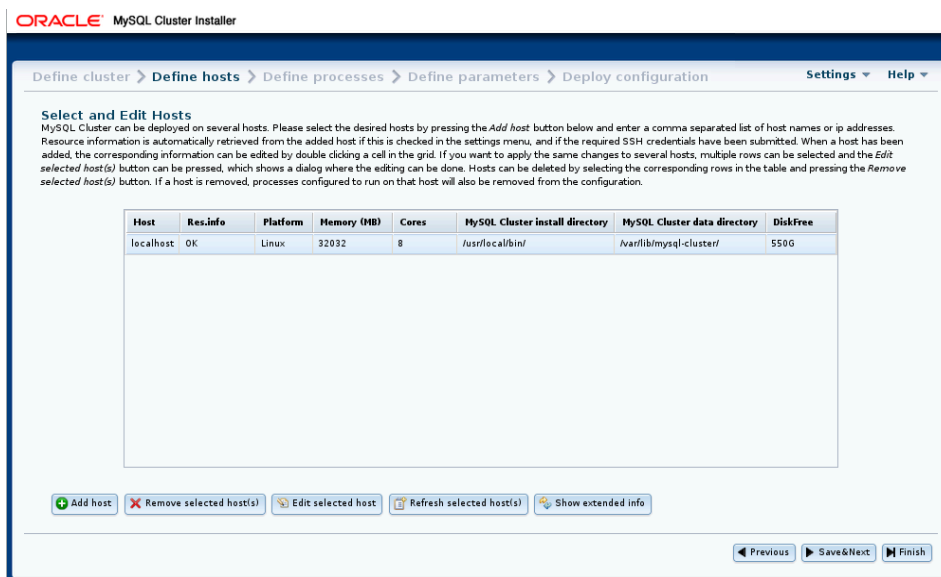 ORACLE MySQL Cluster Installer
Define cluster > Define hosts > Define processes > Define parameters > Deploy configuration Settings Help
Select and Edit Hosts
MySQL Cluster can be deployed on several hosts. Please select the desired hosts by pressing the Add host button below and enter a comma separated list of host names or ip addresses.
Resource information is automatically retrieved from the added host if this is checked in the settings menu, and if the required SSH credentials have been submitted. When a host has been
added, the corresponding information can be edited by double clicking a cell in the grid. If you want to apply the same changes to several hosts, multiple rows can be selected and the Edit
selected host(s) button can be pressed, which shows a dialog where the editing can be done. Hosts can be deleted by selecting the corresponding rows in the table and pressing the Remove
selected host(s) button. If a host is removed, processes configured to run on that host will also be removed from the configuration.
Host Res.info Platform Memory (MB) Cores MySQL Cluster install directory MySQL Cluster data directory DiskFree
localhost OK Linux 32032 8 /usr/local/bin/ /var/lib/mysql-cluster/ 550G
Add host Remove selected host(s) Edit selected host Refresh selected host(s) Show extended info
Previous Save&Next Finish